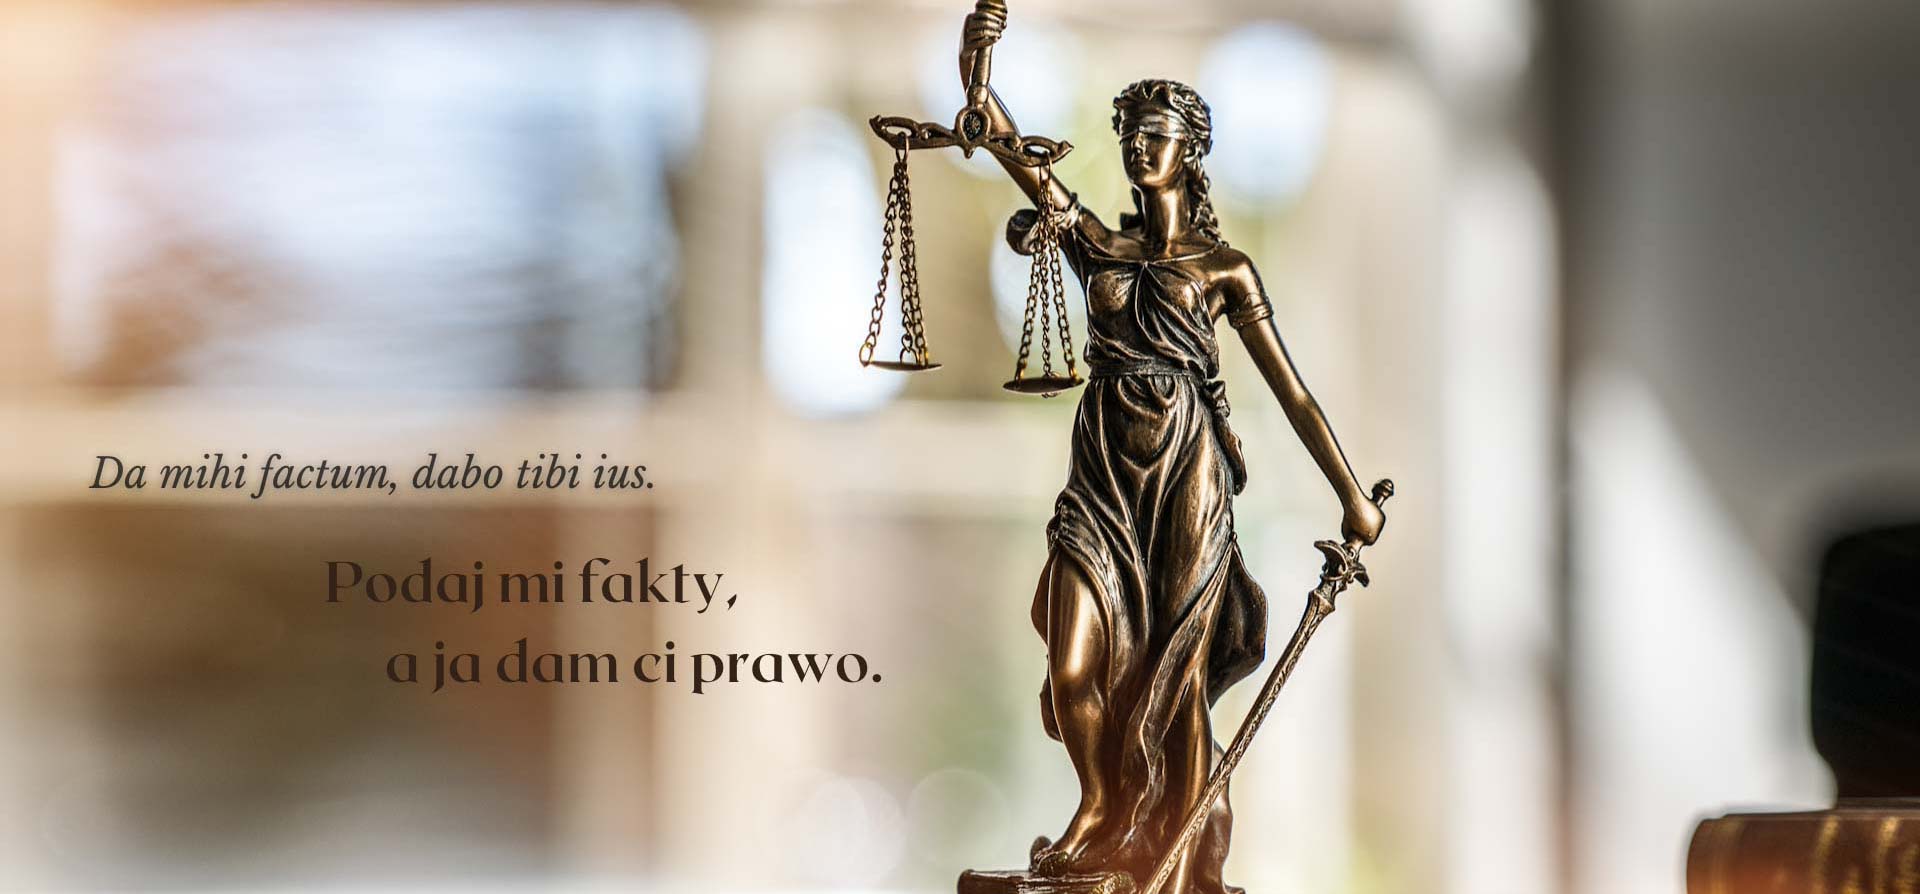 Da mihi factum, dabo tibi ius.
Podaj mi fakty,
a ja dam ci prawo.